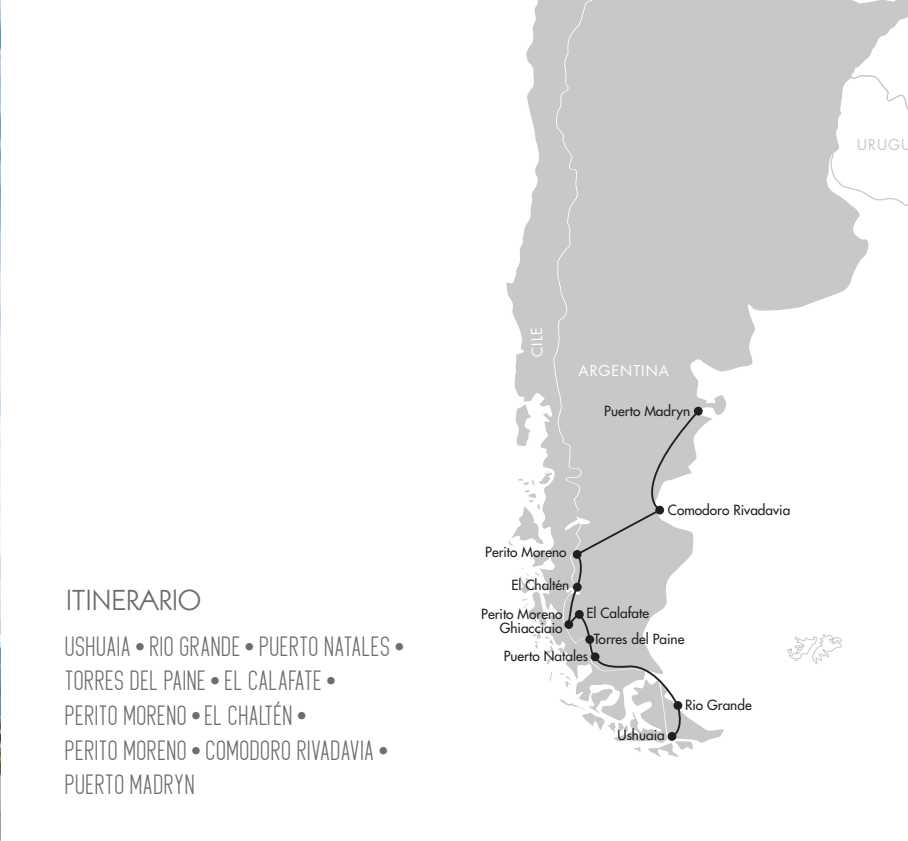 URUGU
CILE
ARGENTINA
Puerto Madryn
Comodoro Rivadavia
Perito Moreno
El Chaltén
Perito Moreno
Ghiacciaio
El Calafate
Torres del Paine
Puerto Natales
Rio Grande
Ushuaia
ITINERARIO
USHUAIA • RIO GRANDE • PUERTO NATALES •
TORRES DEL PAINE • EL CALAFATE •
PERITO MORENO • EL CHALTÉN •
PERITO MORENO • COMODORO RIVADAVIA •
PUERTO MADRYN